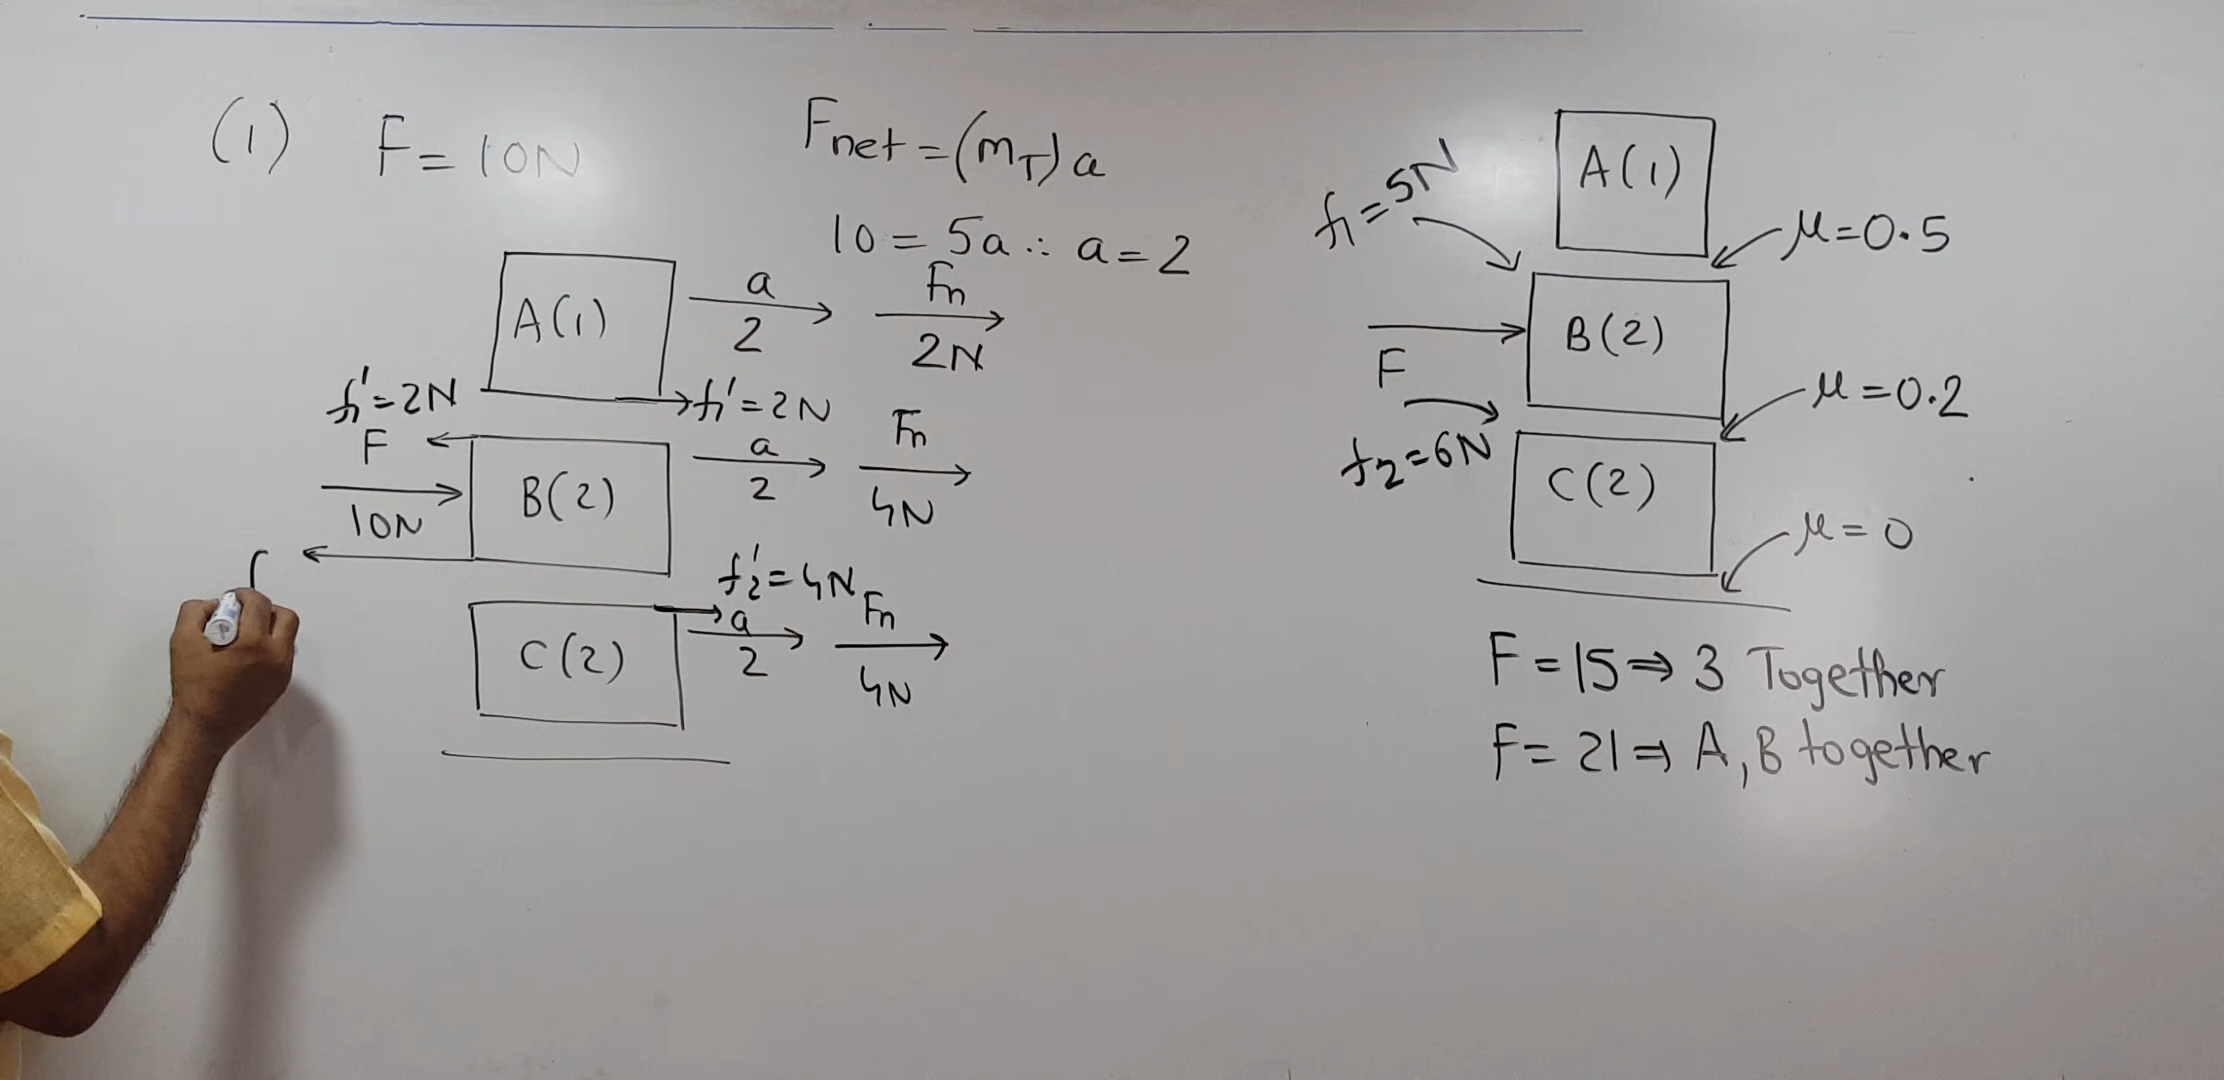 (1) F = 10N
Fnet = (mT) a
10 = 5a ∴ a = 2
A(1)
a
2
Fn
2N
f1' = 2N
f1' = 2N
F
10N
B(2)
a
2
Fn
4N
f2' = 4N
C(2)
a
2
Fn
4N
A(1)
f1 = 5N
μ = 0.5
B(2)
F
μ = 0.2
f2 = 6N
C(2)
μ = 0
F = 15 ⇒ 3 Together
F = 21 ⇒ A, B together